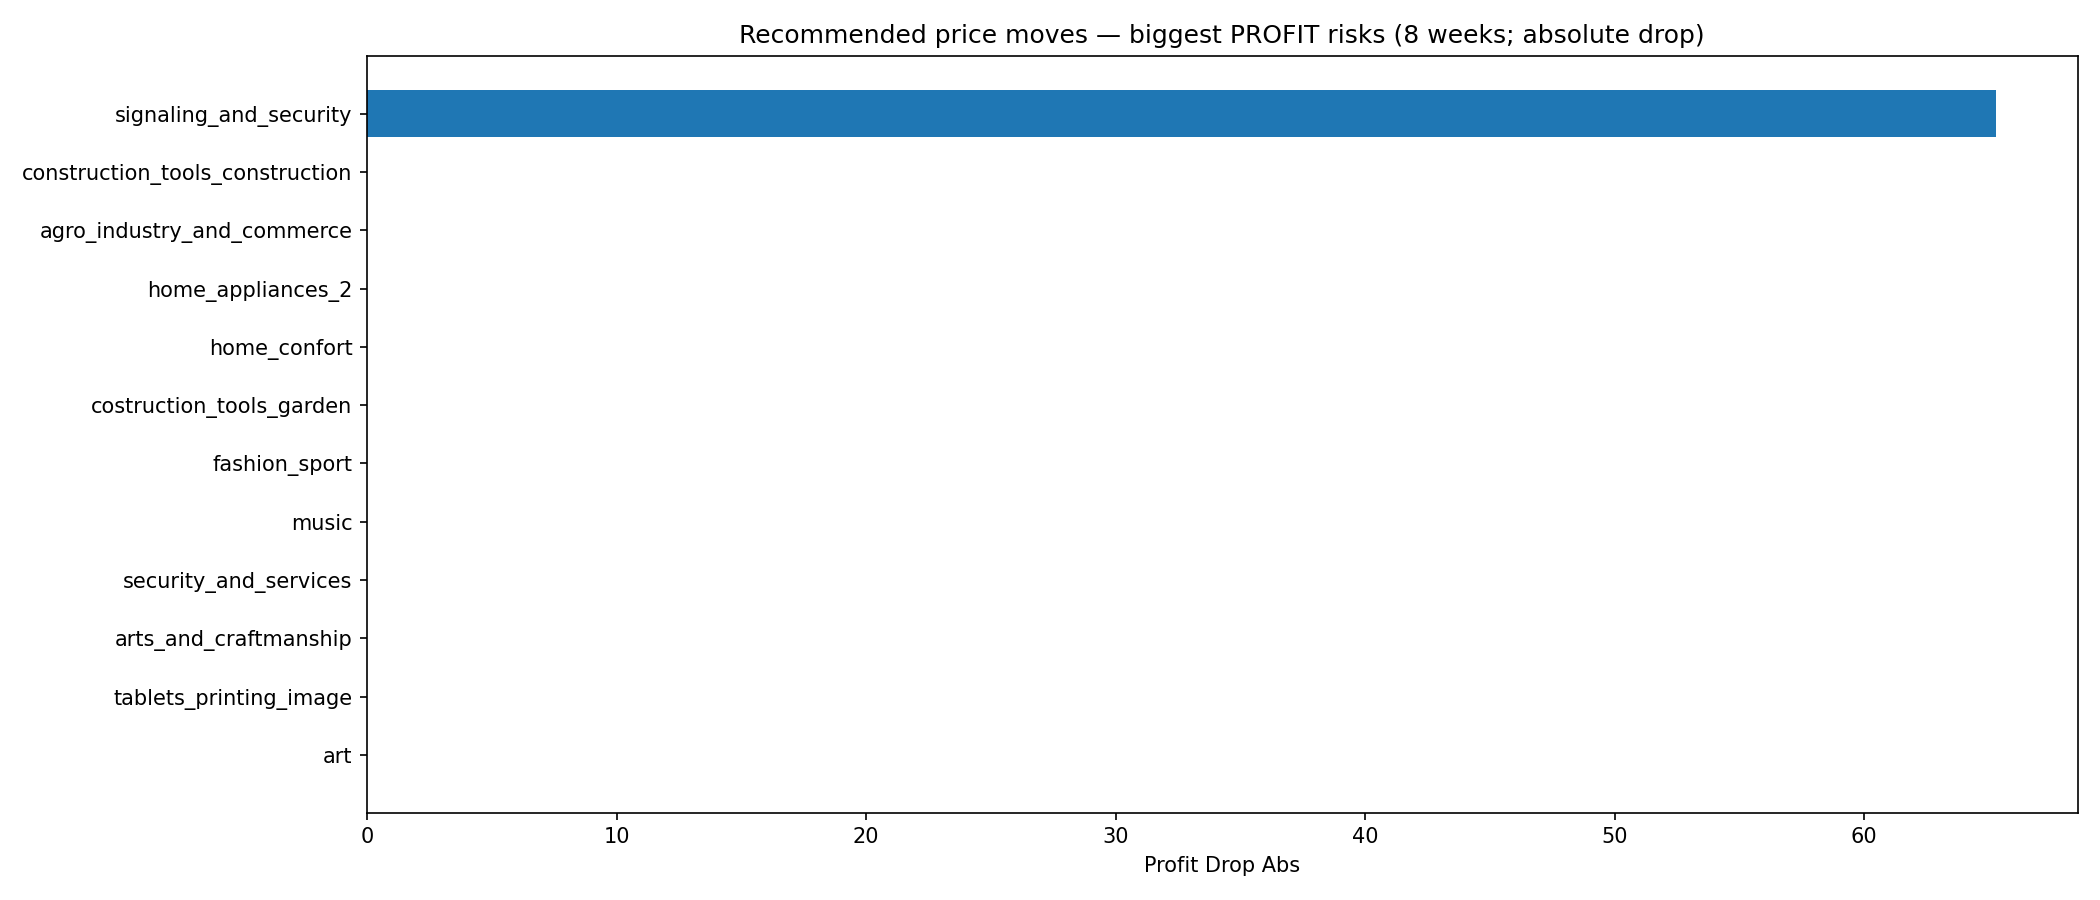 Recommended price moves — biggest PROFIT risks (8 weeks; absolute drop)
signaling_and_security
construction_tools_construction
agro_industry_and_commerce
home_appliances_2
home_confort
costruction_tools_garden
fashion_sport
music
security_and_services
arts_and_craftmanship
tablets_printing_image
art
0 10 20 30 40 50 60
Profit Drop Abs